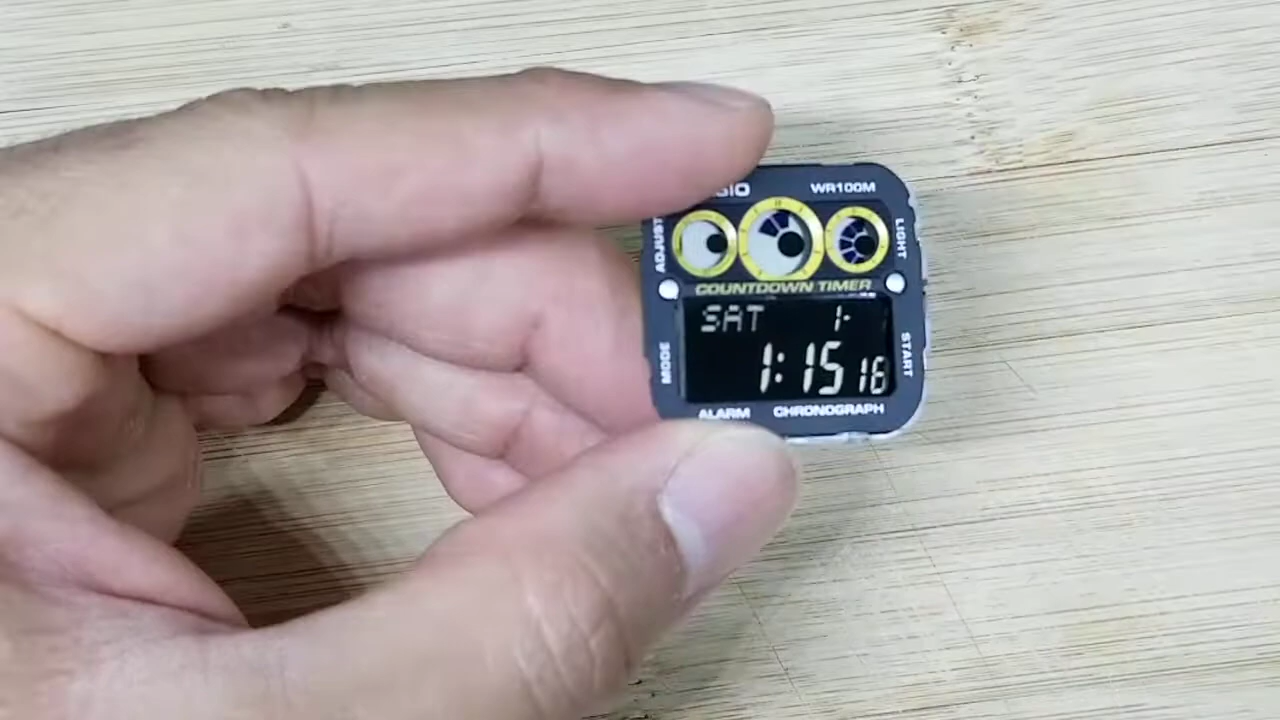 SIO WR100M
ADJUST
LIGHT
COUNTDOWN TIMER
SAT 1-
1:15 16
MODE
START
ALARM CHRONOGRAPH